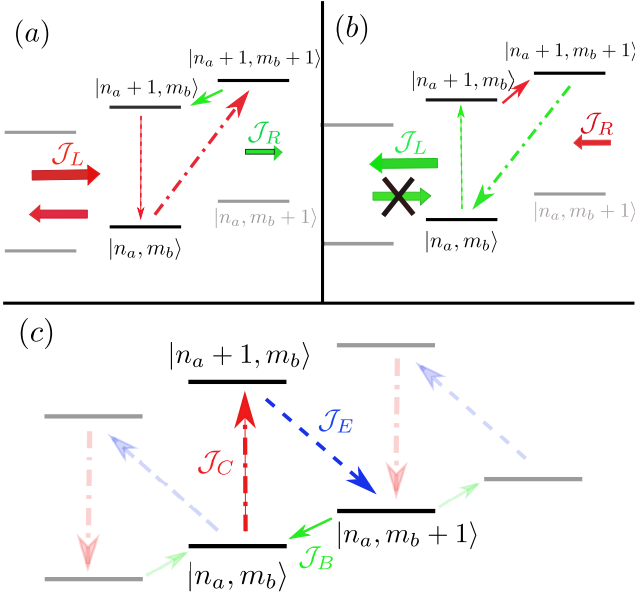 (a)
|n_a + 1, m_b + 1⟩
|n_a + 1, m_b⟩
𝒥_L
𝒥_R
|n_a, m_b + 1⟩
|n_a, m_b⟩
(b)
|n_a + 1, m_b + 1⟩
|n_a + 1, m_b⟩
𝒥_R
𝒥_L
|n_a, m_b + 1⟩
|n_a, m_b⟩
(c)
|n_a + 1, m_b⟩
𝒥_E
𝒥_C
|n_a, m_b + 1⟩
𝒥_B
|n_a, m_b⟩